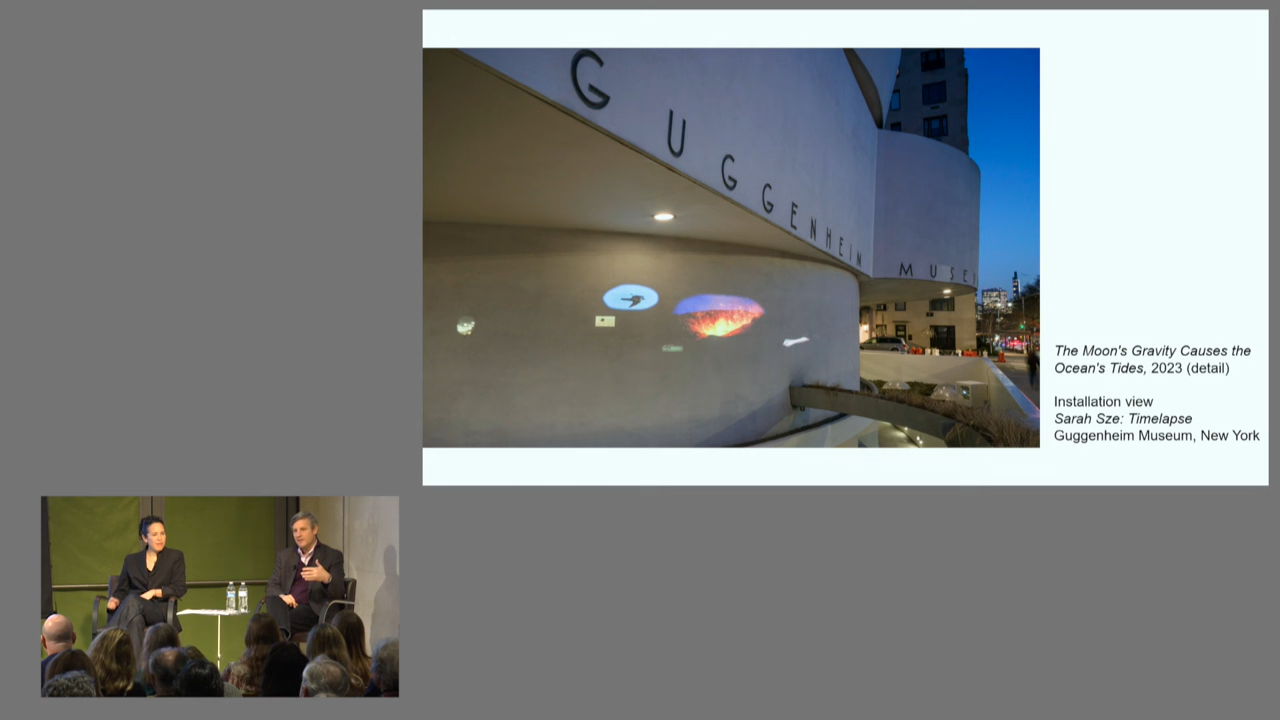 GUGGENHEIM MUSE
The Moon's Gravity Causes the
Ocean's Tides, 2023 (detail)
Installation view
Sarah Sze: Timelapse
Guggenheim Museum, New York